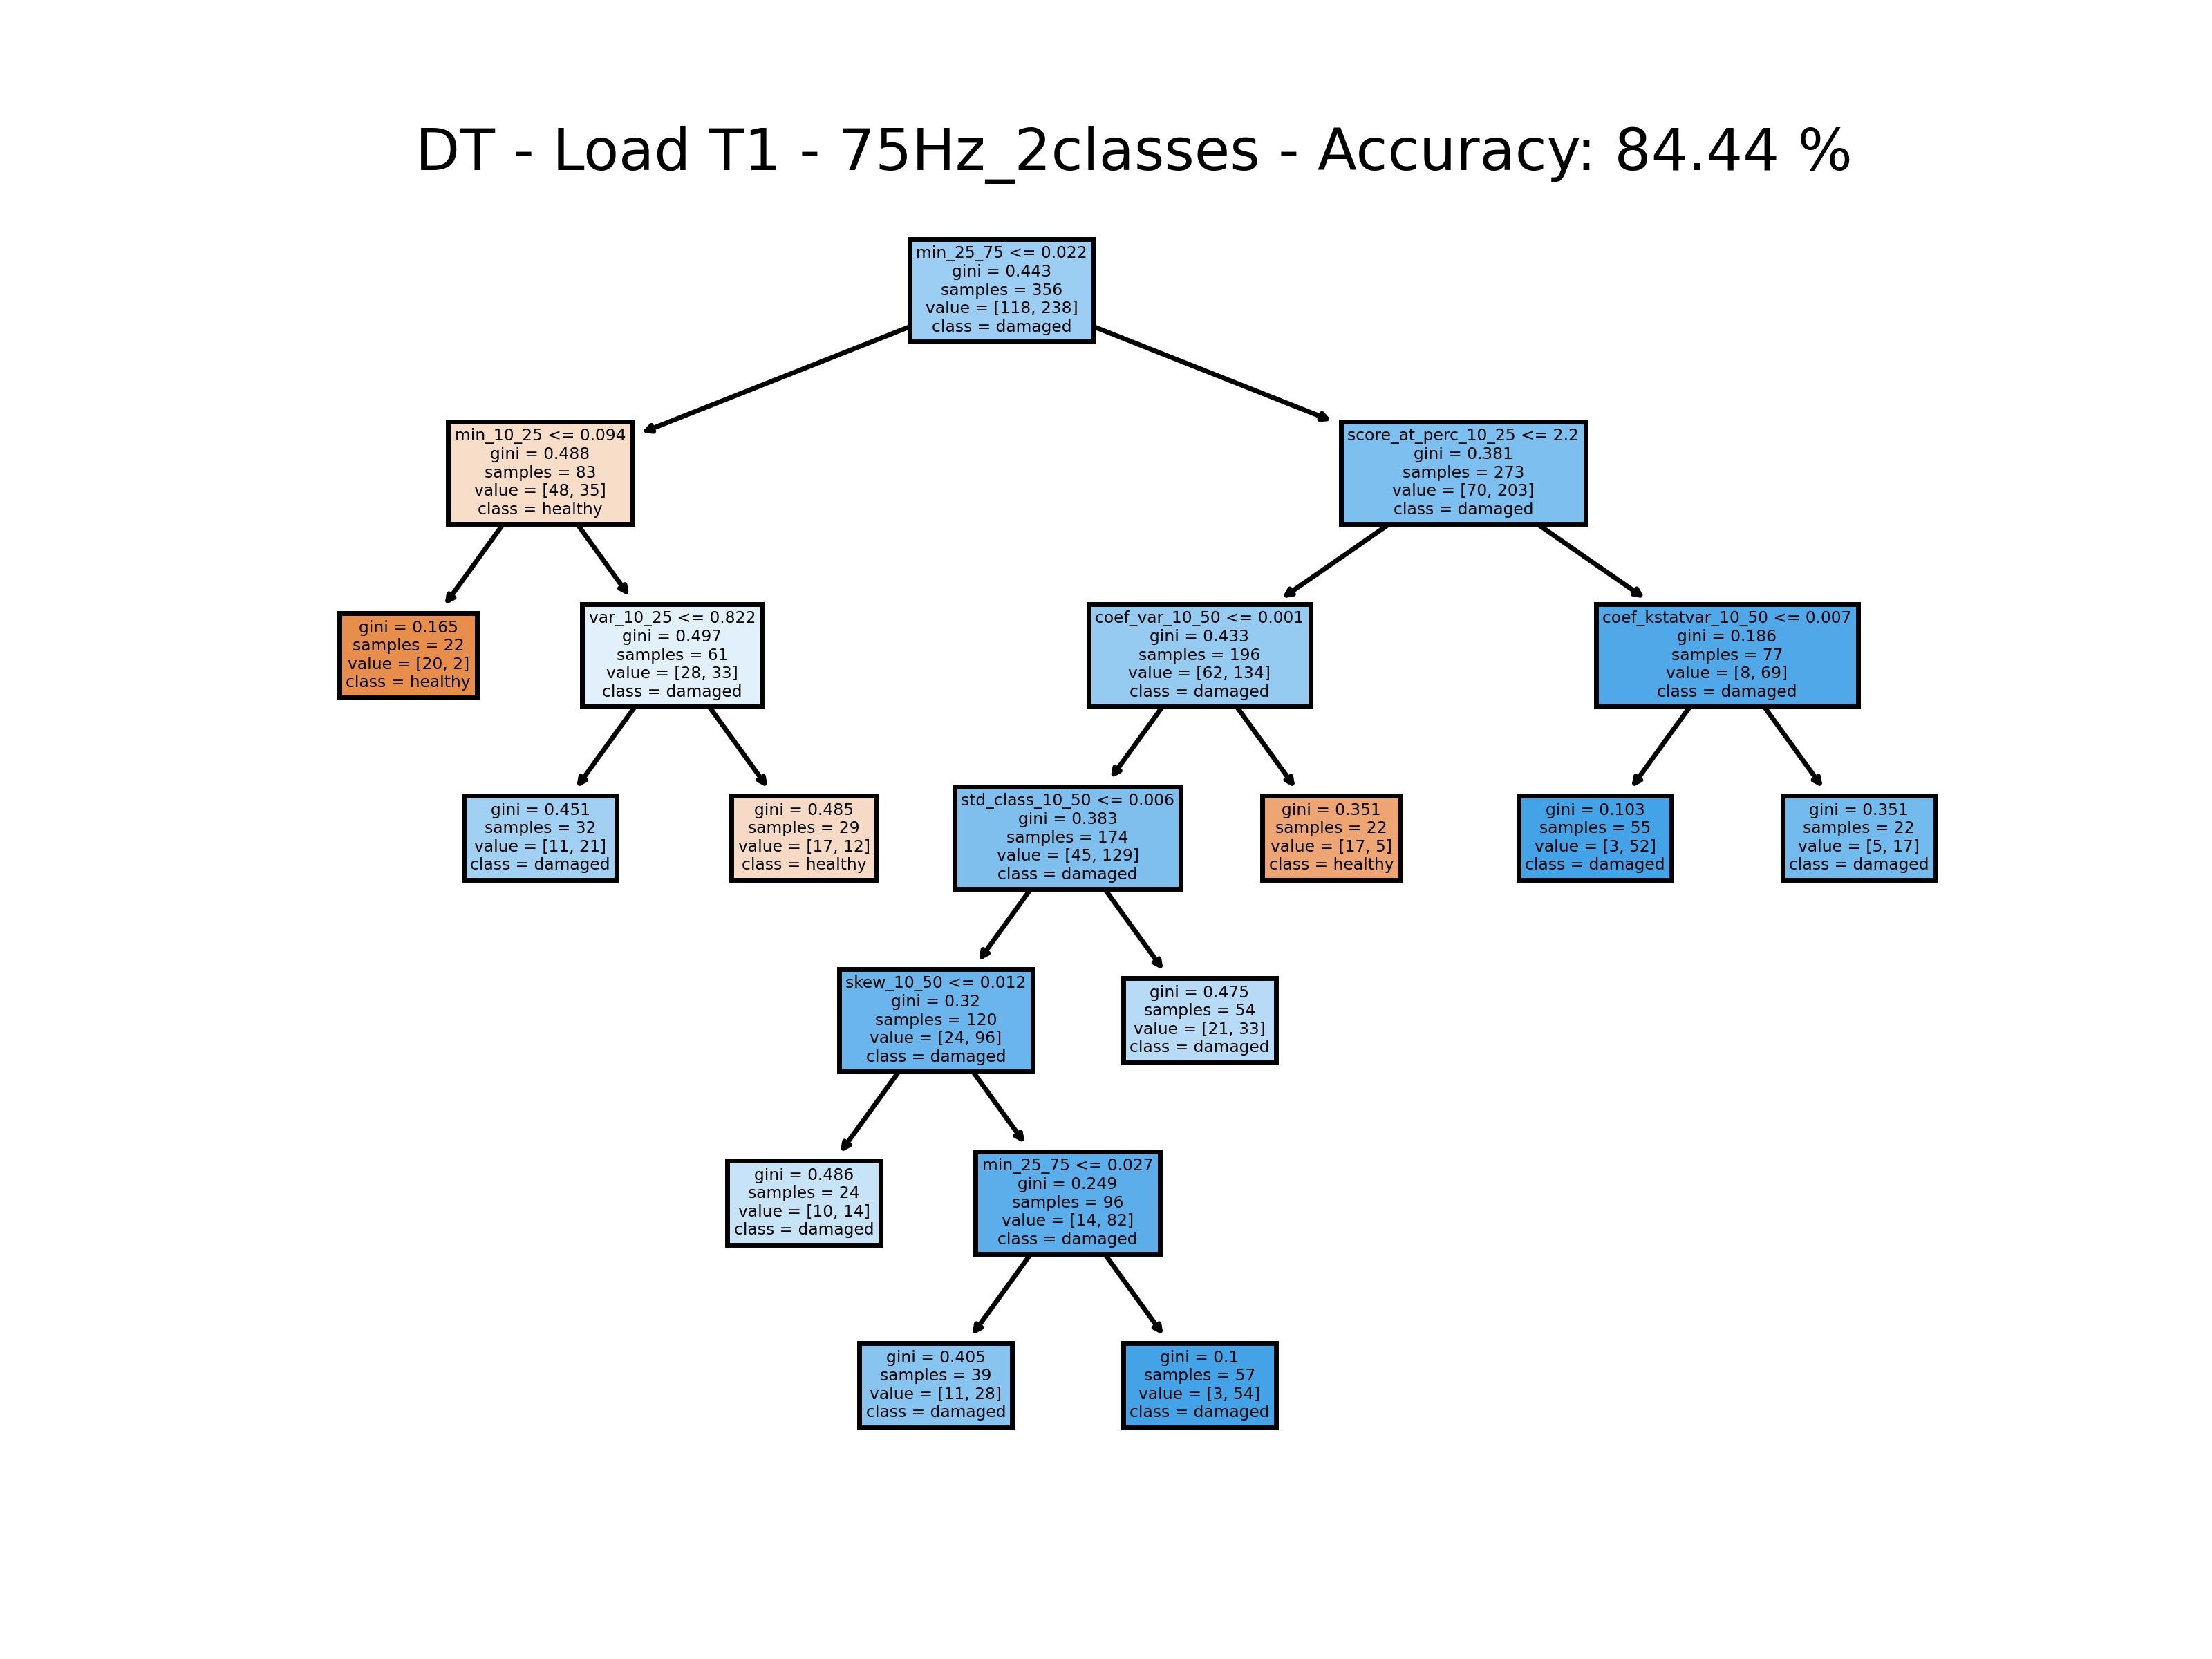 DT - Load T1 - 75Hz_2classes - Accuracy: 84.44 %
min_25_75 <= 0.022
gini = 0.443
samples = 356
value = [118, 238]
class = damaged
min_10_25 <= 0.094
gini = 0.488
samples = 83
value = [48, 35]
class = healthy
score_at_perc_10_25 <= 2.2
gini = 0.381
samples = 273
value = [70, 203]
class = damaged
gini = 0.165
samples = 22
value = [20, 2]
class = healthy
var_10_25 <= 0.822
gini = 0.497
samples = 61
value = [28, 33]
class = damaged
coef_var_10_50 <= 0.001
gini = 0.433
samples = 196
value = [62, 134]
class = damaged
coef_kstatvar_10_50 <= 0.007
gini = 0.186
samples = 77
value = [8, 69]
class = damaged
gini = 0.451
samples = 32
value = [11, 21]
class = damaged
gini = 0.485
samples = 29
value = [17, 12]
class = healthy
std_class_10_50 <= 0.006
gini = 0.383
samples = 174
value = [45, 129]
class = damaged
gini = 0.351
samples = 22
value = [17, 5]
class = healthy
gini = 0.103
samples = 55
value = [3, 52]
class = damaged
gini = 0.351
samples = 22
value = [5, 17]
class = damaged
skew_10_50 <= 0.012
gini = 0.32
samples = 120
value = [24, 96]
class = damaged
gini = 0.475
samples = 54
value = [21, 33]
class = damaged
gini = 0.486
samples = 24
value = [10, 14]
class = damaged
min_25_75 <= 0.027
gini = 0.249
samples = 96
value = [14, 82]
class = damaged
gini = 0.405
samples = 39
value = [11, 28]
class = damaged
gini = 0.1
samples = 57
value = [3, 54]
class = damaged